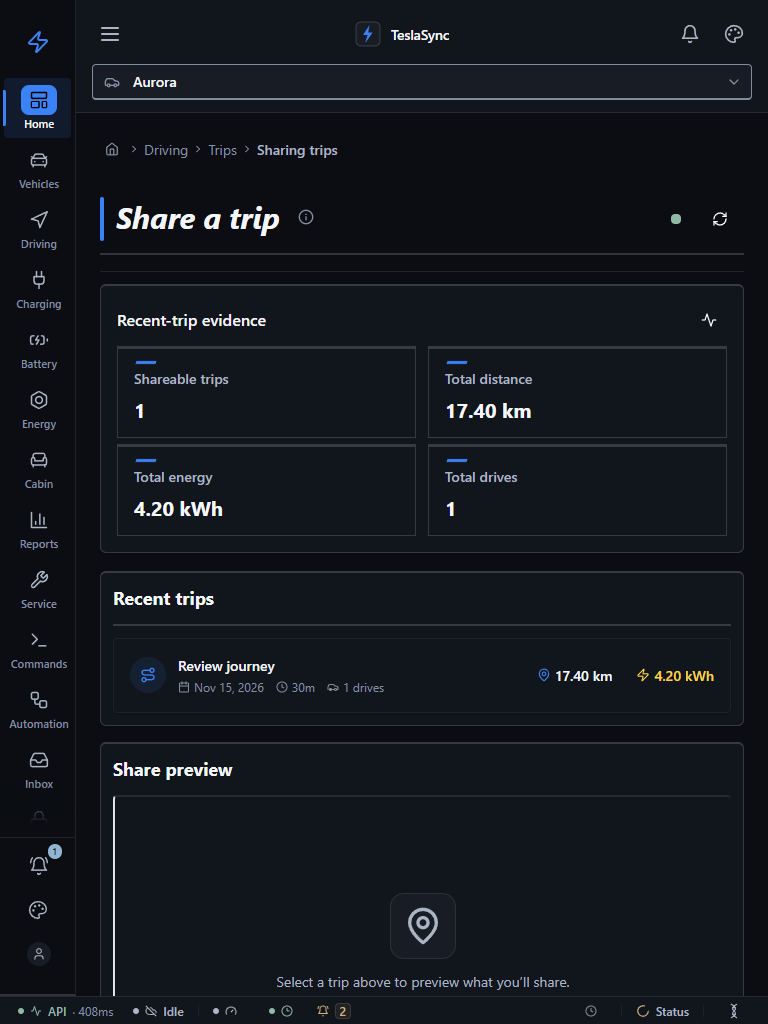 TeslaSync
Aurora
Home
Vehicles
Driving
Charging
Battery
Energy
Cabin
Reports
Service
Commands
Automation
Inbox
1
Driving Trips Sharing trips
Share a trip
Recent-trip evidence
Shareable trips
1
Total distance
17.40 km
Total energy
4.20 kWh
Total drives
1
Recent trips
Review journey
Nov 15, 2026 30m 1 drives
17.40 km 4.20 kWh
Share preview
Select a trip above to preview what you'll share.
API · 408ms Idle 2 Status